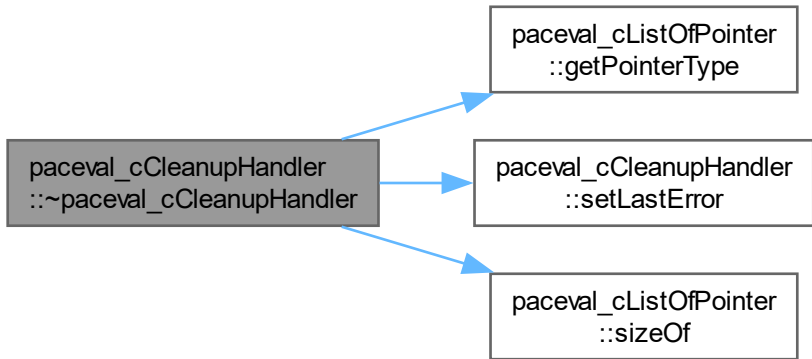 paceval_cListOfPointer
::getPointerType
paceval_cCleanupHandler
::~paceval_cCleanupHandler
paceval_cCleanupHandler
::setLastError
paceval_cListOfPointer
::sizeOf